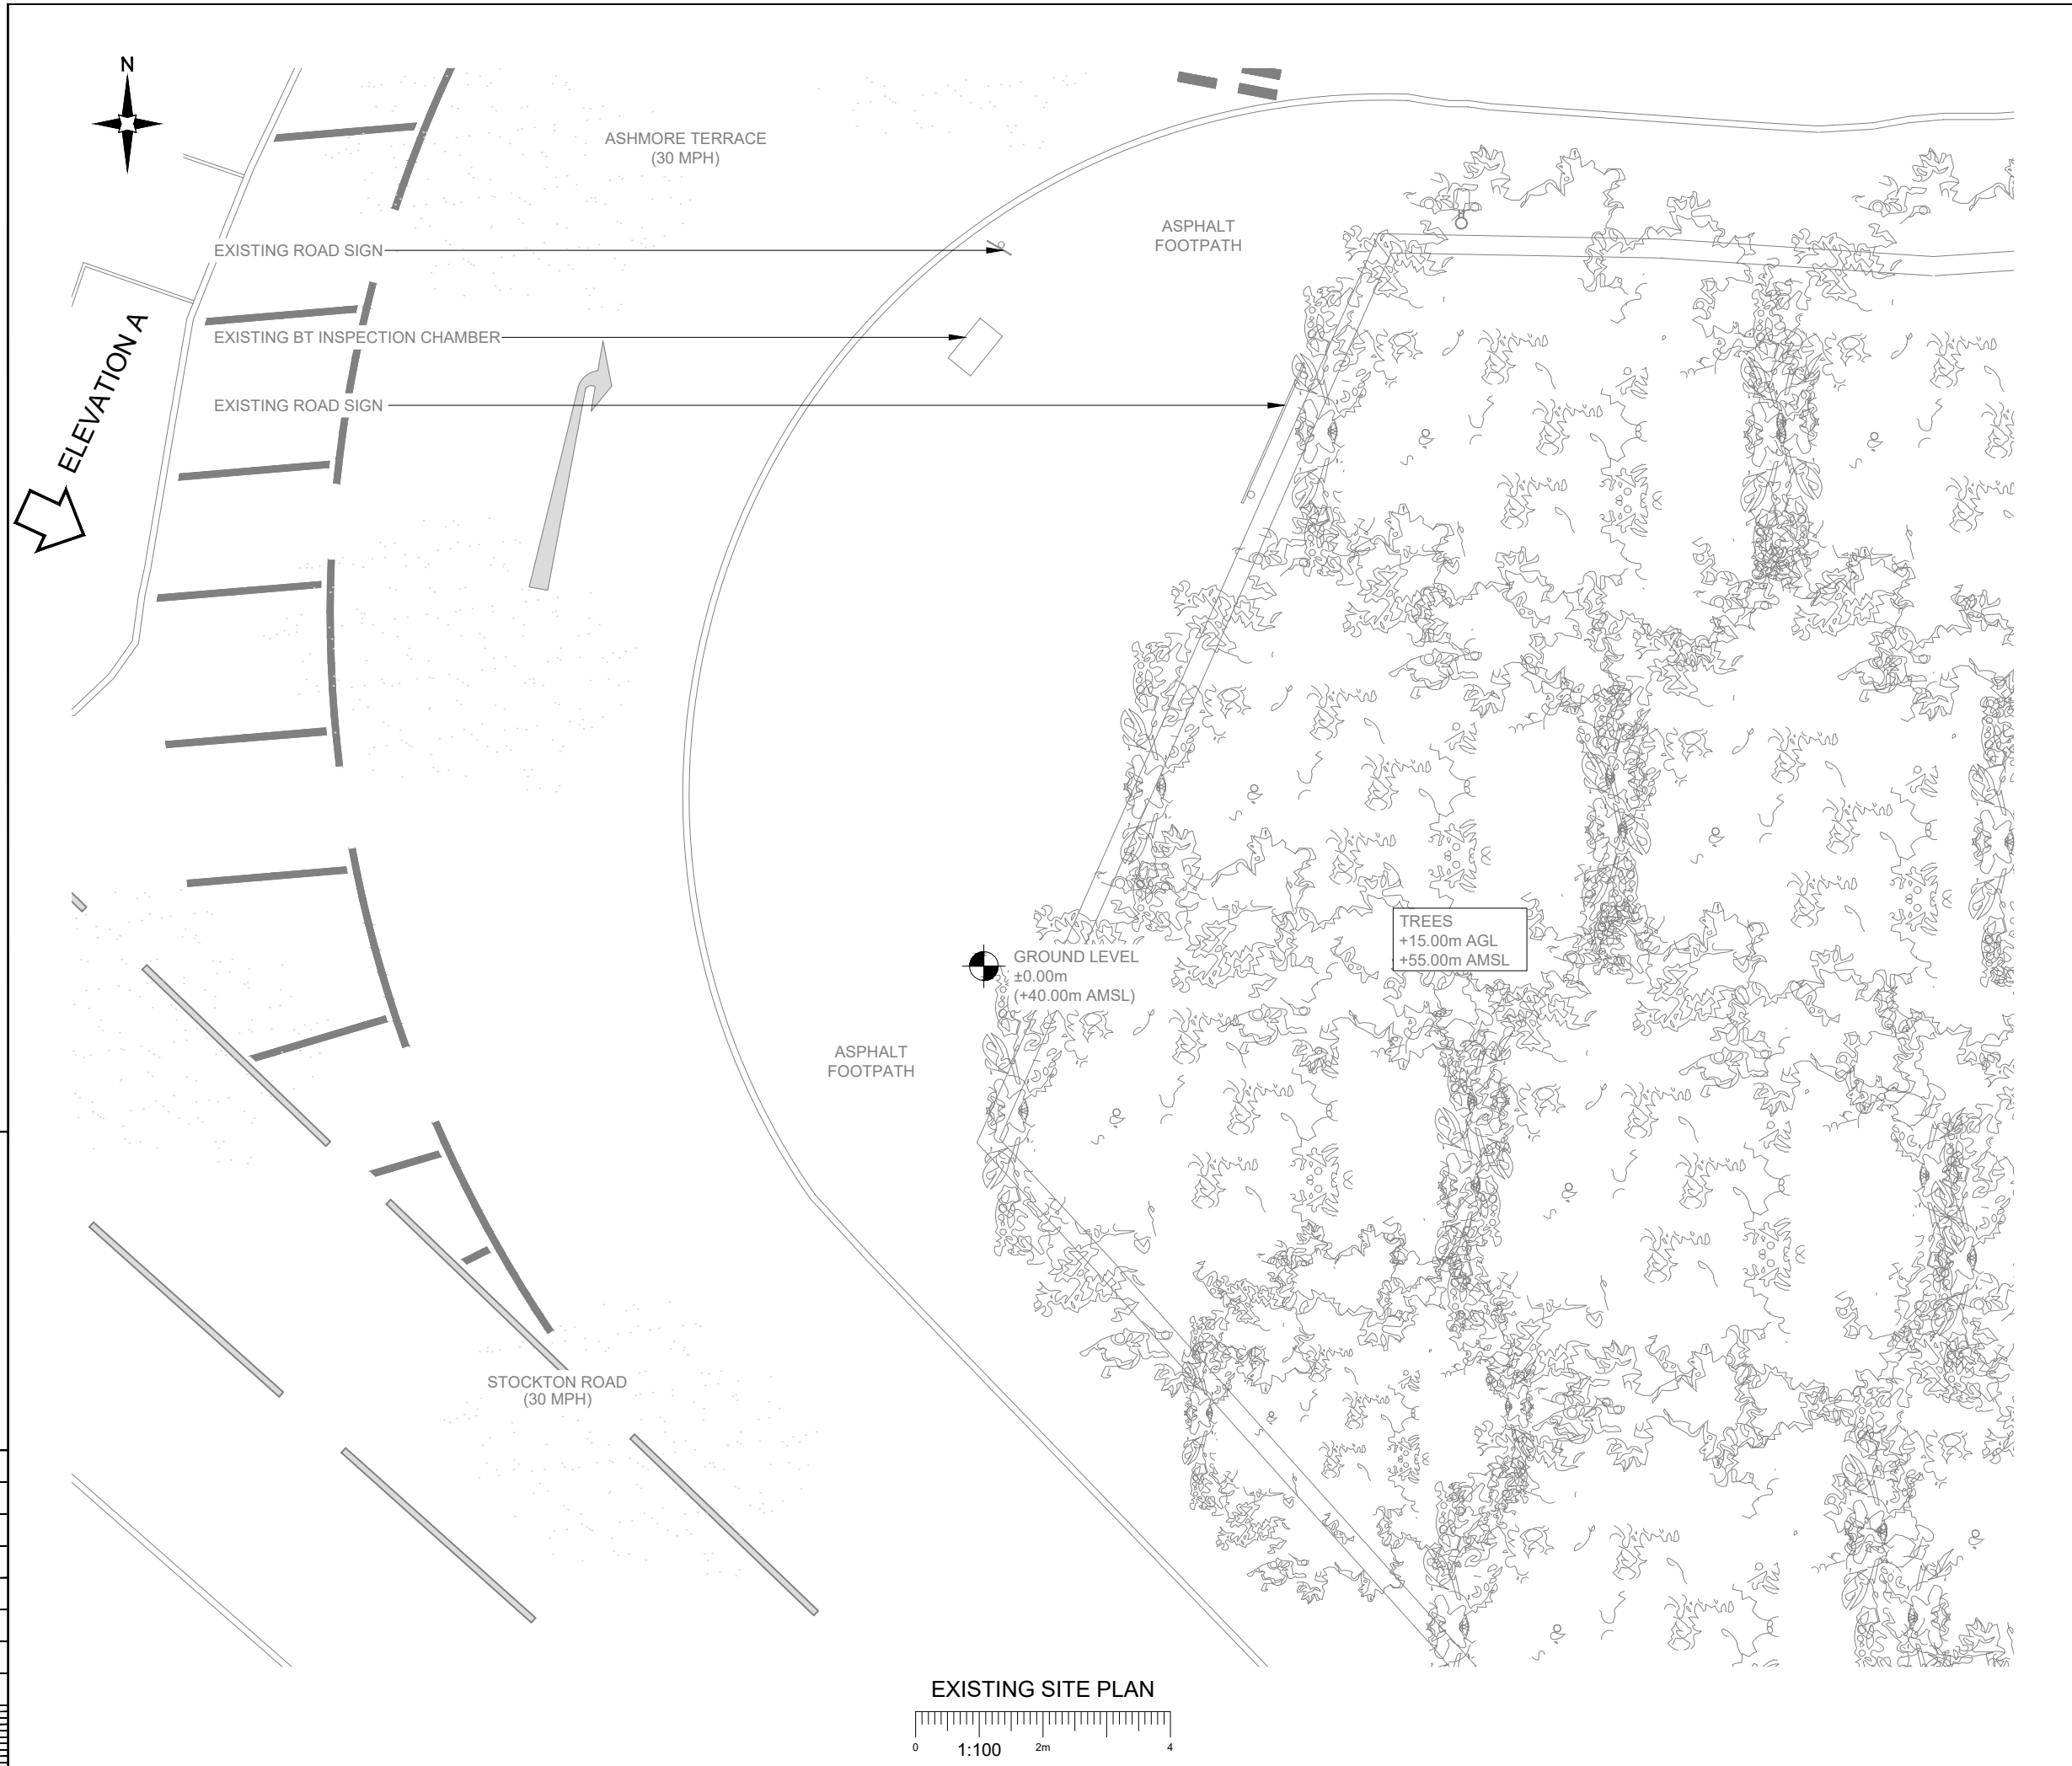 N
ASHMORE TERRACE
(30 MPH)
ASPHALT
FOOTPATH
EXISTING ROAD SIGN
EXISTING BT INSPECTION CHAMBER
EXISTING ROAD SIGN
ELEVATION A
TREES
+15.00m AGL
+55.00m AMSL
GROUND LEVEL
±0.00m
(+40.00m AMSL)
ASPHALT
FOOTPATH
STOCKTON ROAD
(30 MPH)
EXISTING SITE PLAN
0 1:100 2m 4